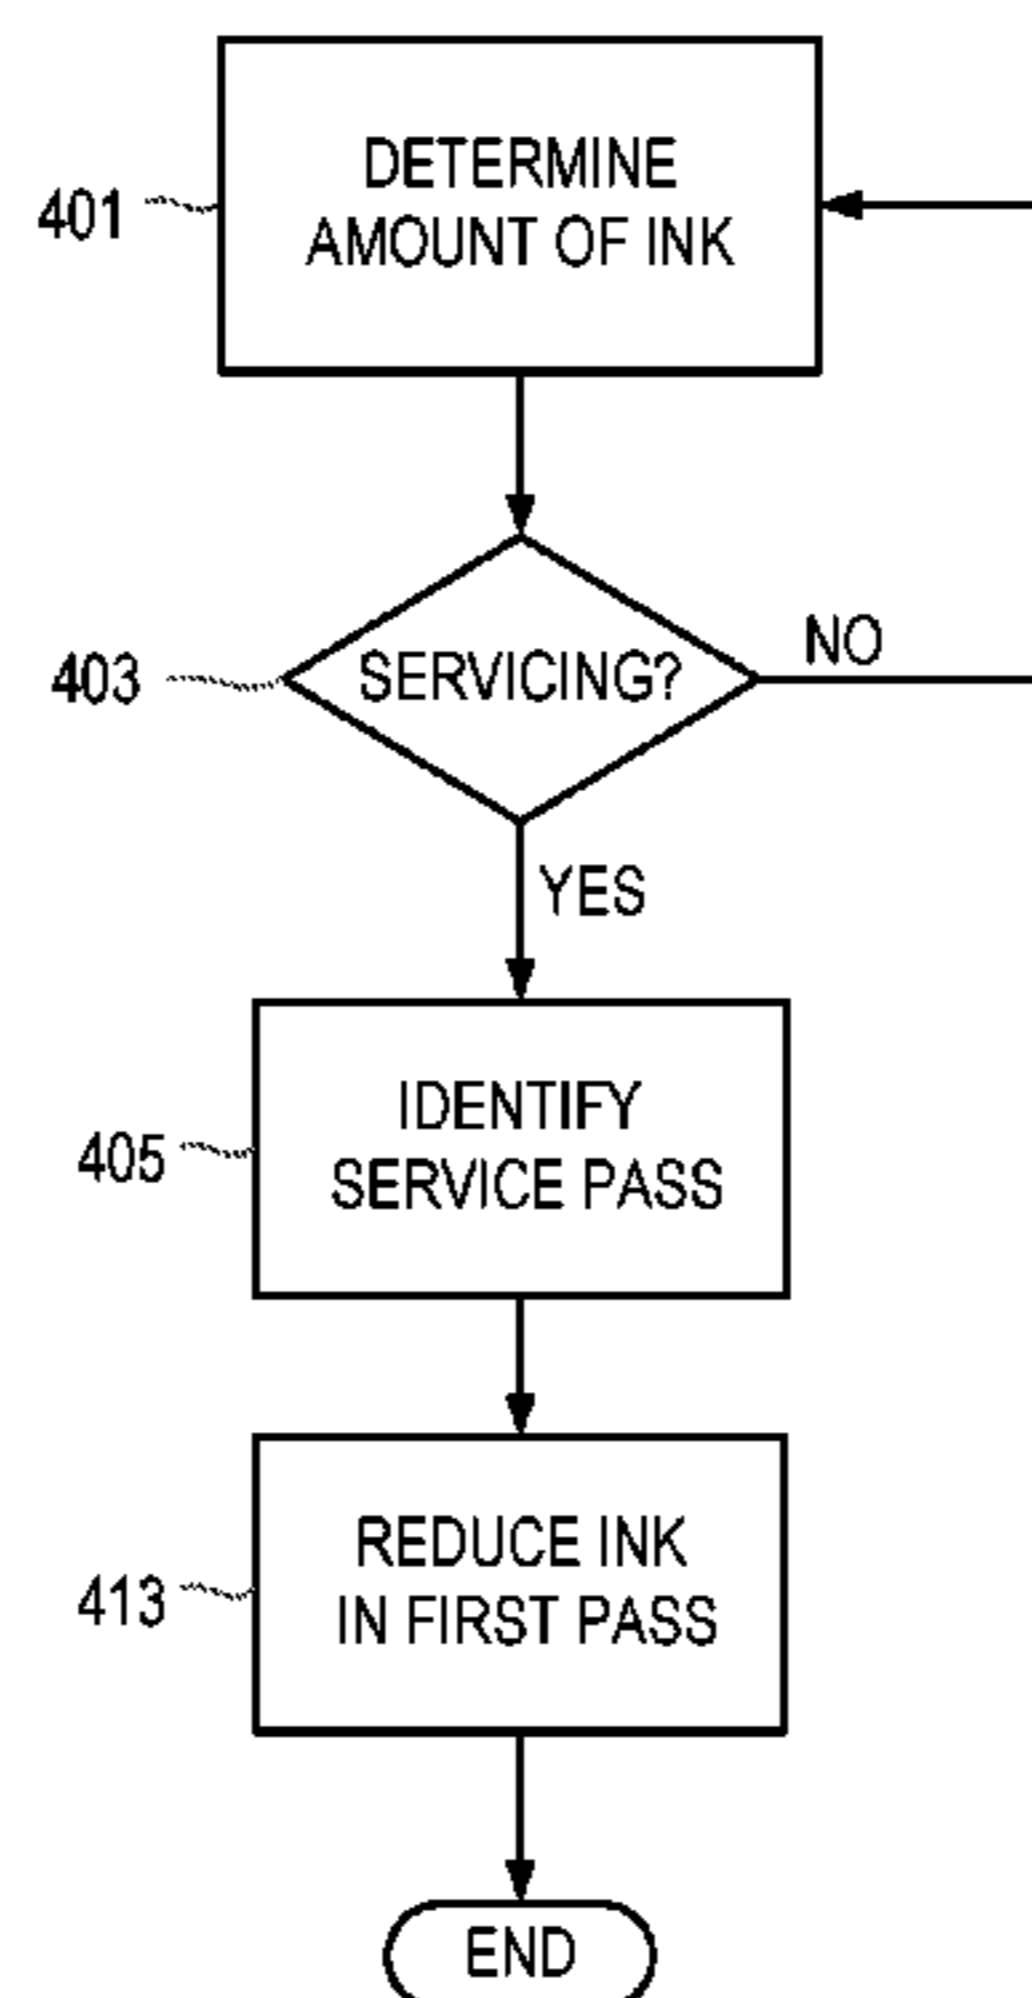 401
DETERMINE
AMOUNT OF INK
403
SERVICING?
NO
YES
405
IDENTIFY
SERVICE PASS
413
REDUCE INK
IN FIRST PASS
END